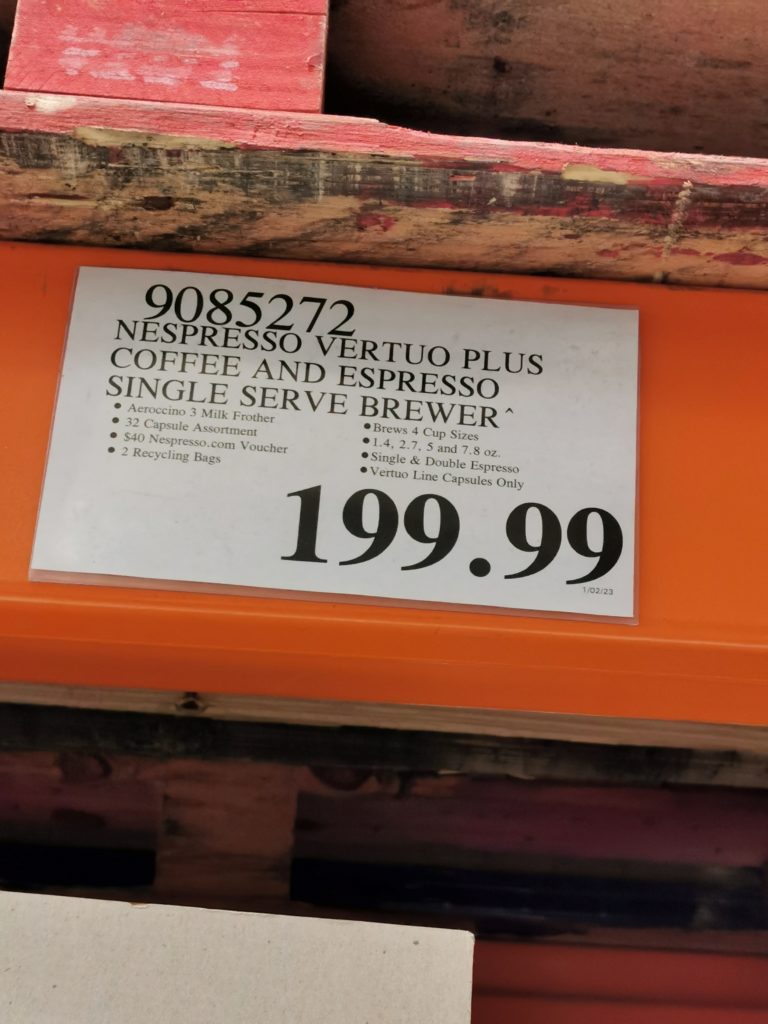 9085272
NESPRESSO VERTUO PLUS
COFFEE AND ESPRESSO
SINGLE SERVE BREWER^
• Aeroccino 3 Milk Frother
• 32 Capsule Assortment
• $40 Nespresso.com Voucher
• 2 Recycling Bags
• Brews 4 Cup Sizes
• 1.4, 2.7, 5 and 7.8 oz.
• Single & Double Espresso
• Vertuo Line Capsules Only
199.99
1/02/23